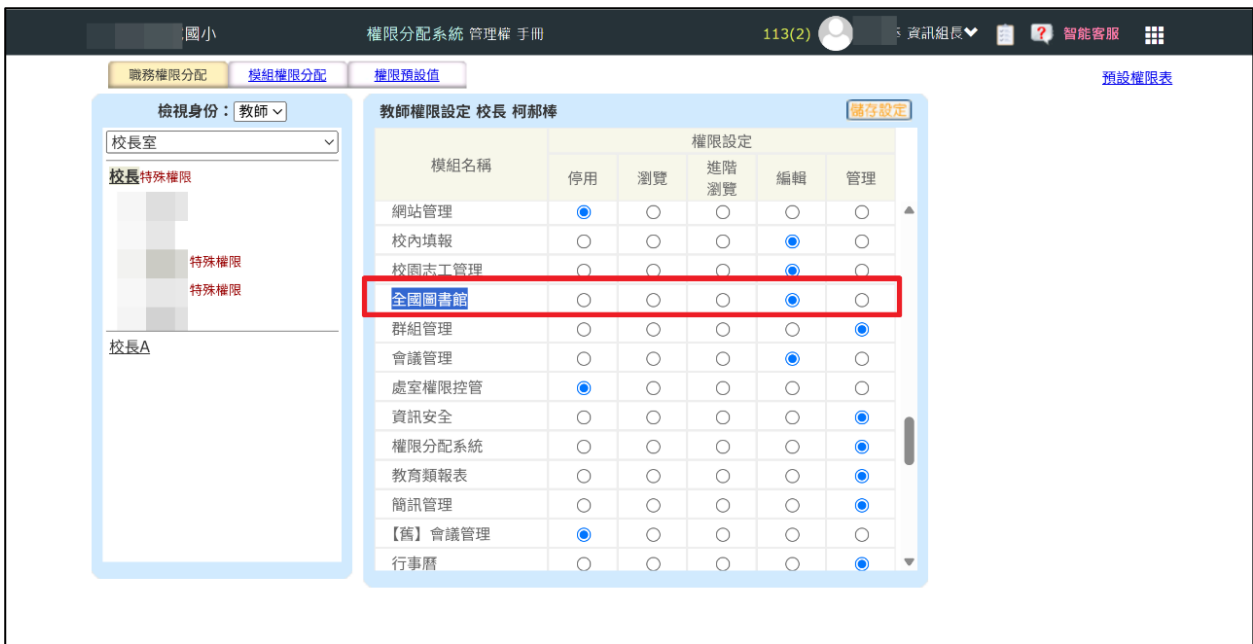 國小 權限分配系統 管理權 手冊 113(2) 資訊組長 智能客服
職務權限分配 模組權限分配 權限預設值 預設權限表
檢視身份：教師
校長室
校長特殊權限
特殊權限
特殊權限
校長A
教師權限設定 校長 柯郝棒 儲存設定
模組名稱 權限設定
停用 瀏覽 進階瀏覽 編輯 管理
網站管理
校內填報
校園志工管理
全國圖書館
群組管理
會議管理
處室權限控管
資訊安全
權限分配系統
教育類報表
簡訊管理
【舊】會議管理
行事曆